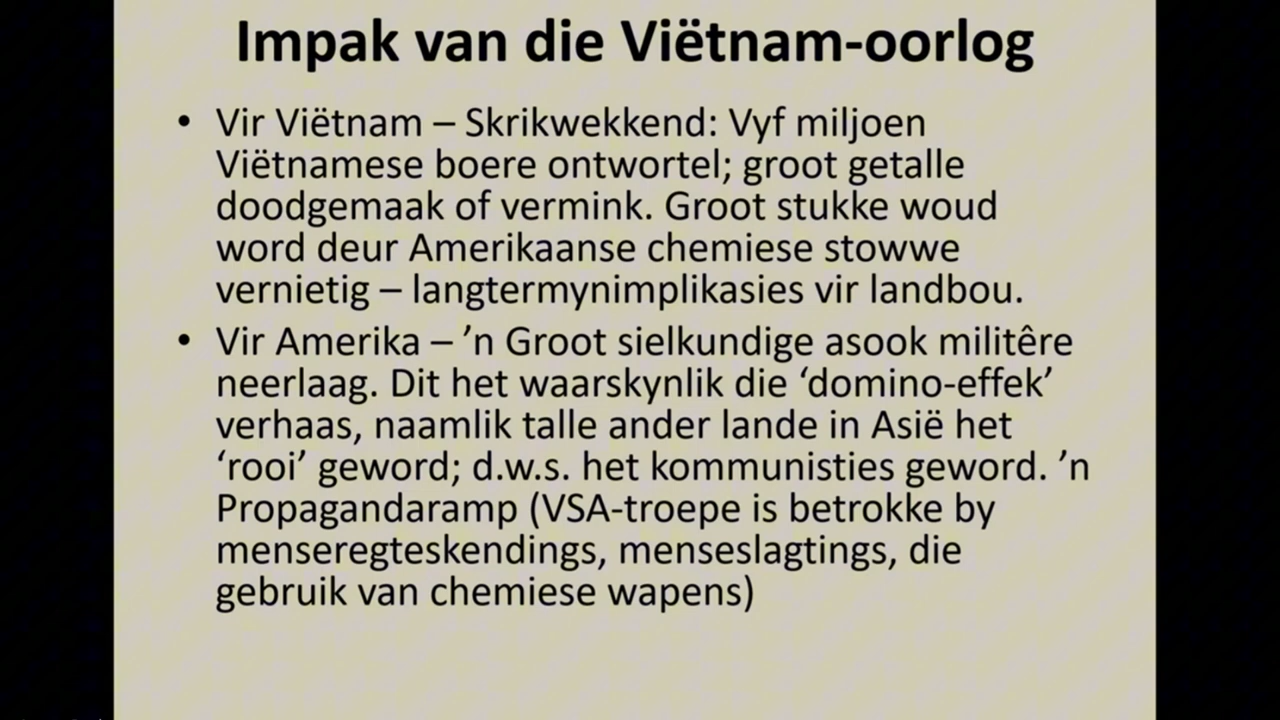 Impak van die Viëtnam-oorlog
• Vir Viëtnam – Skrikwekkend: Vyf miljoen
Viëtnamese boere ontwortel; groot getalle
doodgemaak of vermink. Groot stukke woud
word deur Amerikaanse chemiese stowwe
vernietig – langtermynimplikasies vir landbou.
• Vir Amerika – ’n Groot sielkundige asook militêre
neerlaag. Dit het waarskynlik die ‘domino-effek’
verhaas, naamlik talle ander lande in Asië het
‘rooi’ geword; d.w.s. het kommunisties geword. ’n
Propagandaramp (VSA-troepe is betrokke by
menseregteskendings, menseslagtings, die
gebruik van chemiese wapens)